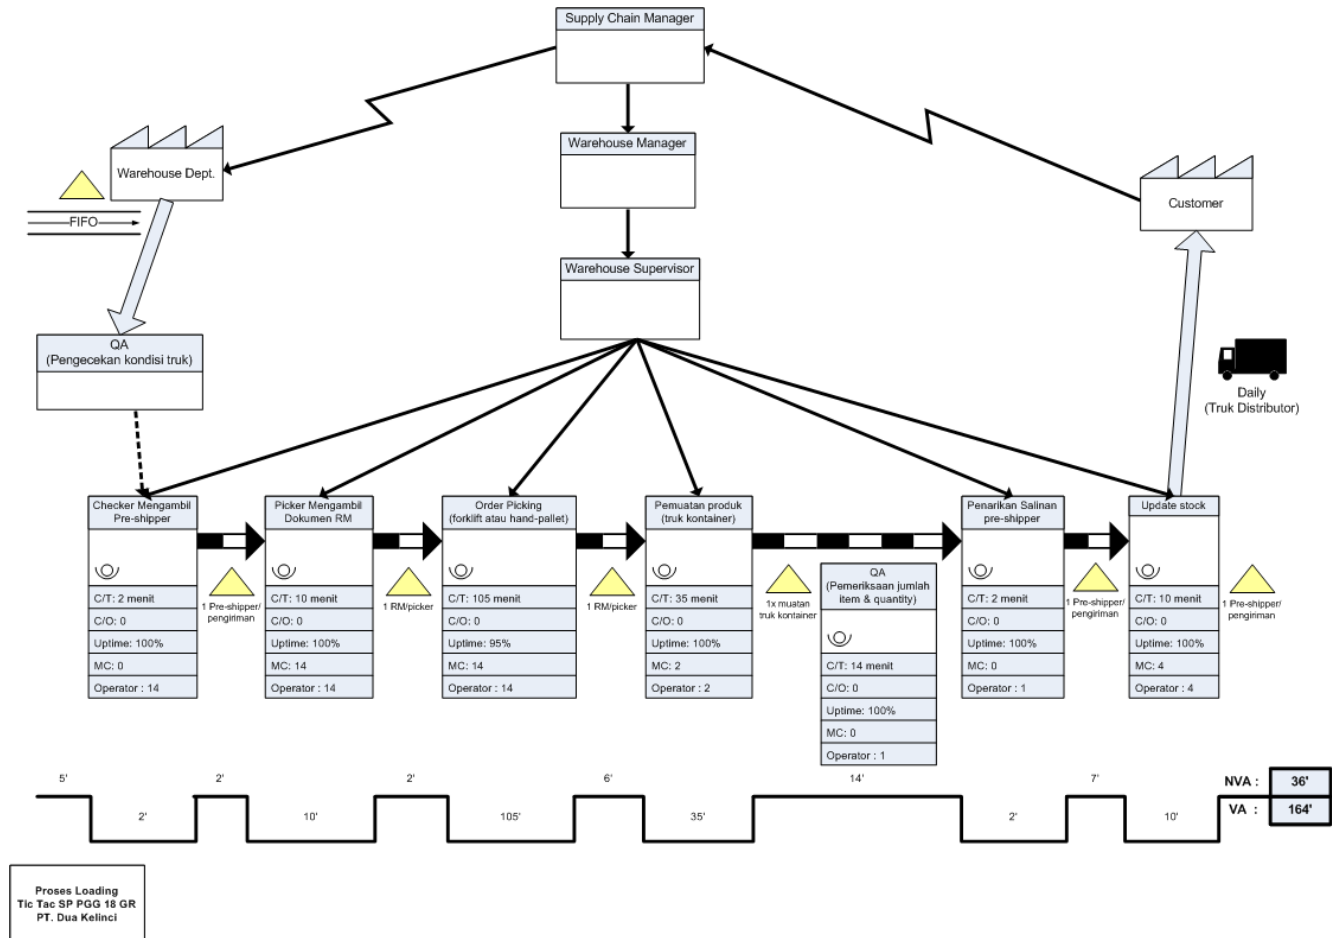 Supply Chain Manager
Warehouse Manager
Warehouse Dept.
FIFO
Customer
Warehouse Supervisor
QA
(Pengecekan kondisi truk)
Daily
(Truk Distributor)
Checker Mengambil
Pre-shipper
C/T: 2 menit
C/O: 0
Uptime: 100%
MC: 0
Operator : 14
1 Pre-shipper/
pengiriman
Picker Mengambil
Dokumen RM
C/T: 10 menit
C/O: 0
Uptime: 100%
MC: 14
Operator : 14
1 RM/picker
Order Picking
(forklift atau hand-pallet)
C/T: 105 menit
C/O: 0
Uptime: 95%
MC: 14
Operator : 14
1 RM/picker
Pemuatan produk
(truk kontainer)
C/T: 35 menit
C/O: 0
Uptime: 100%
MC: 2
Operator : 2
1x muatan
truk kontainer
QA
(Pemeriksaan jumlah
item & quantity)
C/T: 14 menit
C/O: 0
Uptime: 100%
MC: 0
Operator : 1
Penarikan Salinan
pre-shipper
C/T: 2 menit
C/O: 0
Uptime: 100%
MC: 0
Operator : 1
1 Pre-shipper/
pengiriman
Update stock
C/T: 10 menit
C/O: 0
Uptime: 100%
MC: 4
Operator : 4
1 Pre-shipper/
pengiriman
5' 2' 2' 6' 14' 7'
NVA : 36'
2' 10' 105' 35' 2' 10'
VA : 164'
Proses Loading
Tic Tac SP PGG 18 GR
PT. Dua Kelinci